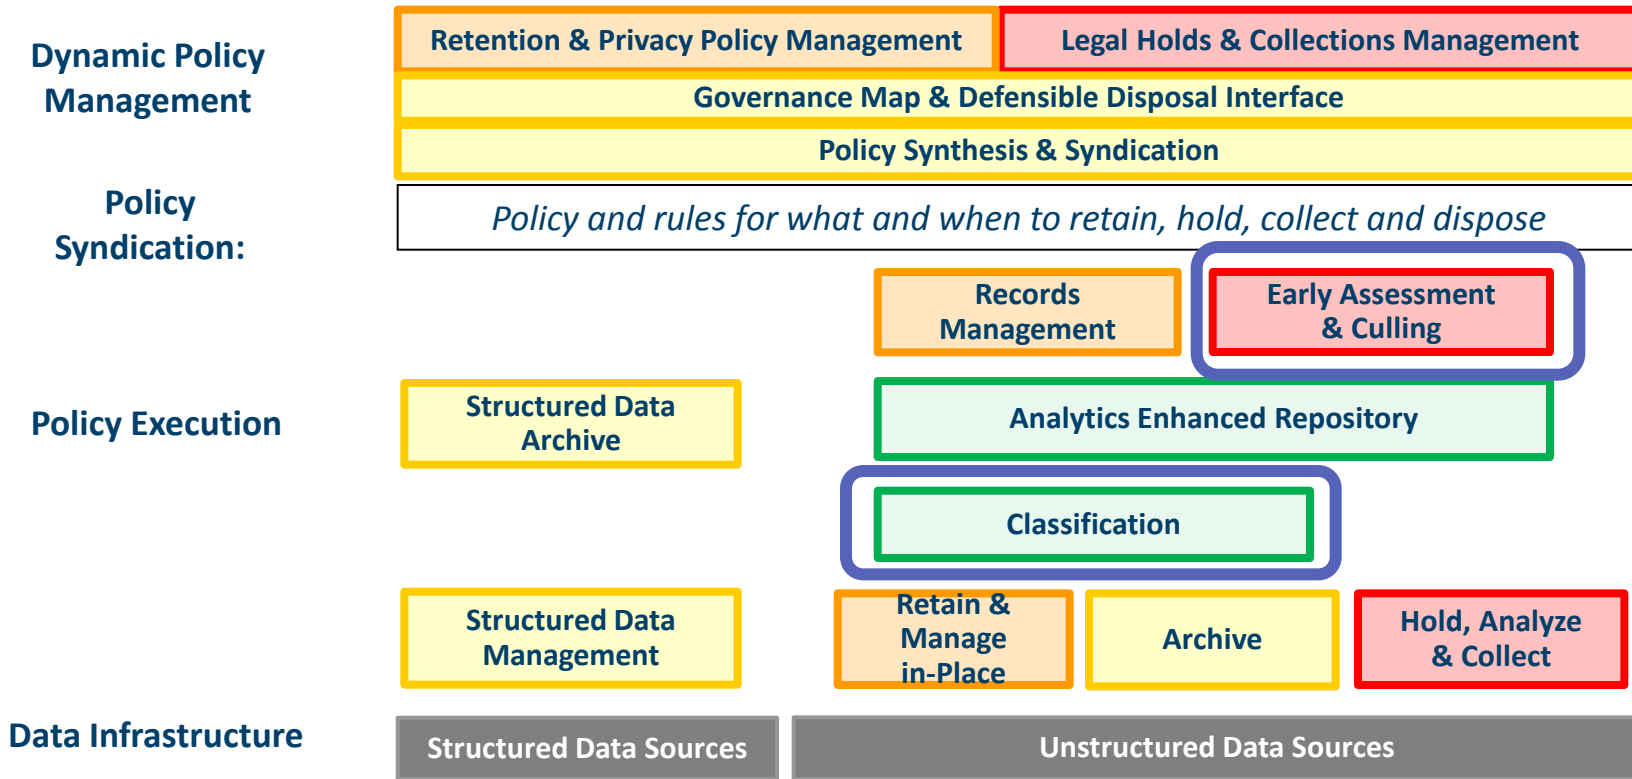 Dynamic Policy
Management
Retention & Privacy Policy Management
Legal Holds & Collections Management
Governance Map & Defensible Disposal Interface
Policy Synthesis & Syndication
Policy
Syndication:
Policy and rules for what and when to retain, hold, collect and dispose
Records
Management
Early Assessment
& Culling
Policy Execution
Structured Data
Archive
Analytics Enhanced Repository
Classification
Structured Data
Management
Retain &
Manage
in-Place
Archive
Hold, Analyze
& Collect
Data Infrastructure
Structured Data Sources
Unstructured Data Sources